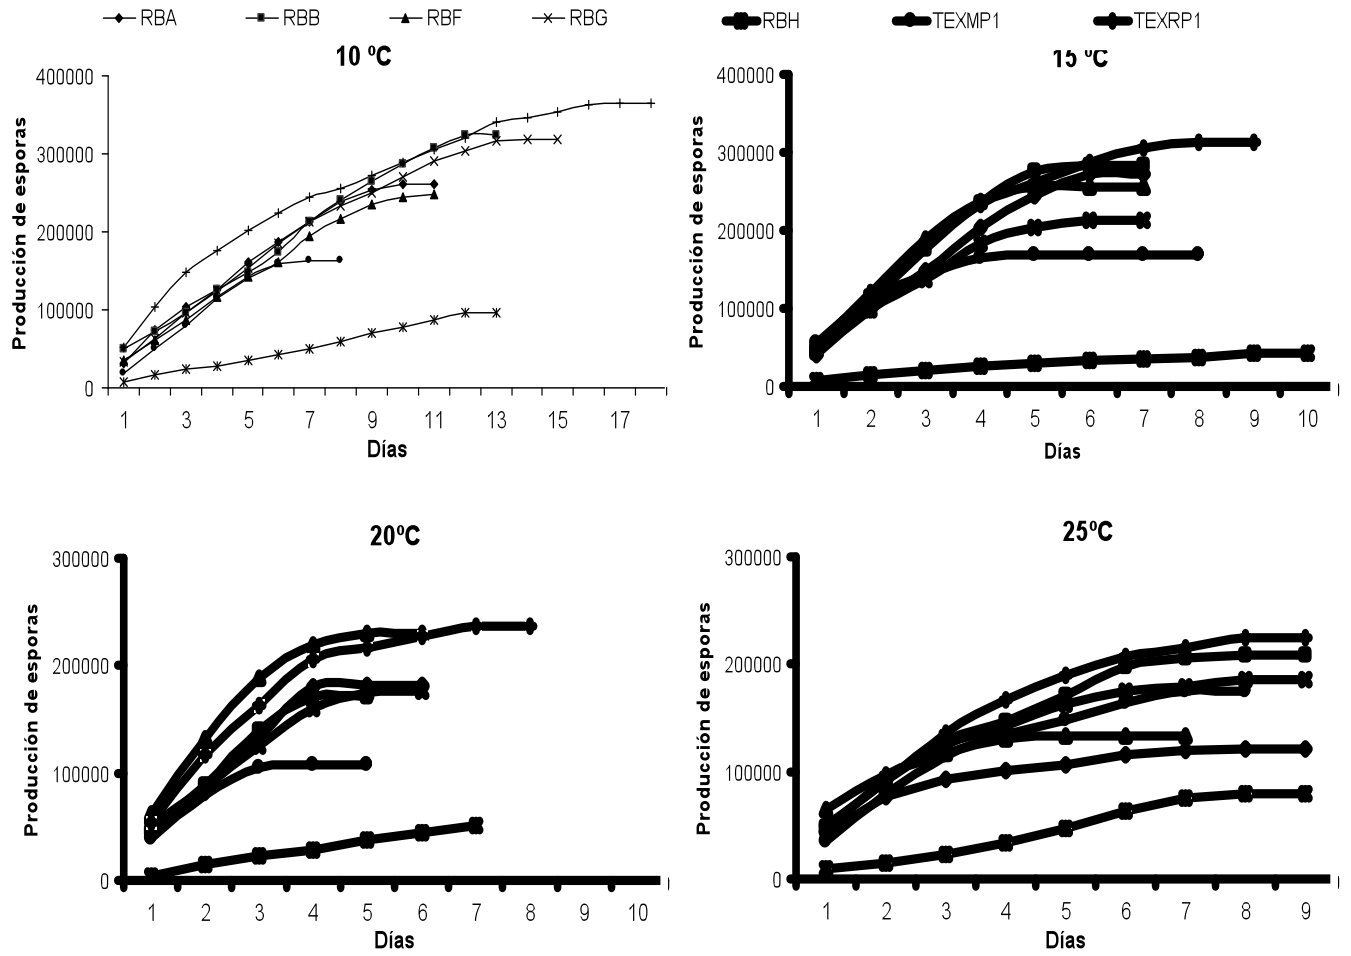 RBA RBB RBF RBG RBH TEXMP1 TEXRP1
10 ºC
400000
300000
200000
100000
0
Producción de esporas
1 3 5 7 9 11 13 15 17
Días
15 ºC
400000
300000
200000
100000
0
Producción de esporas
1 2 3 4 5 6 7 8 9 10
Días
20ºC
300000
200000
100000
0
Producción de esporas
1 2 3 4 5 6 7 8 9 10
Días
25ºC
300000
200000
100000
0
Producción de esporas
1 2 3 4 5 6 7 8 9
Días